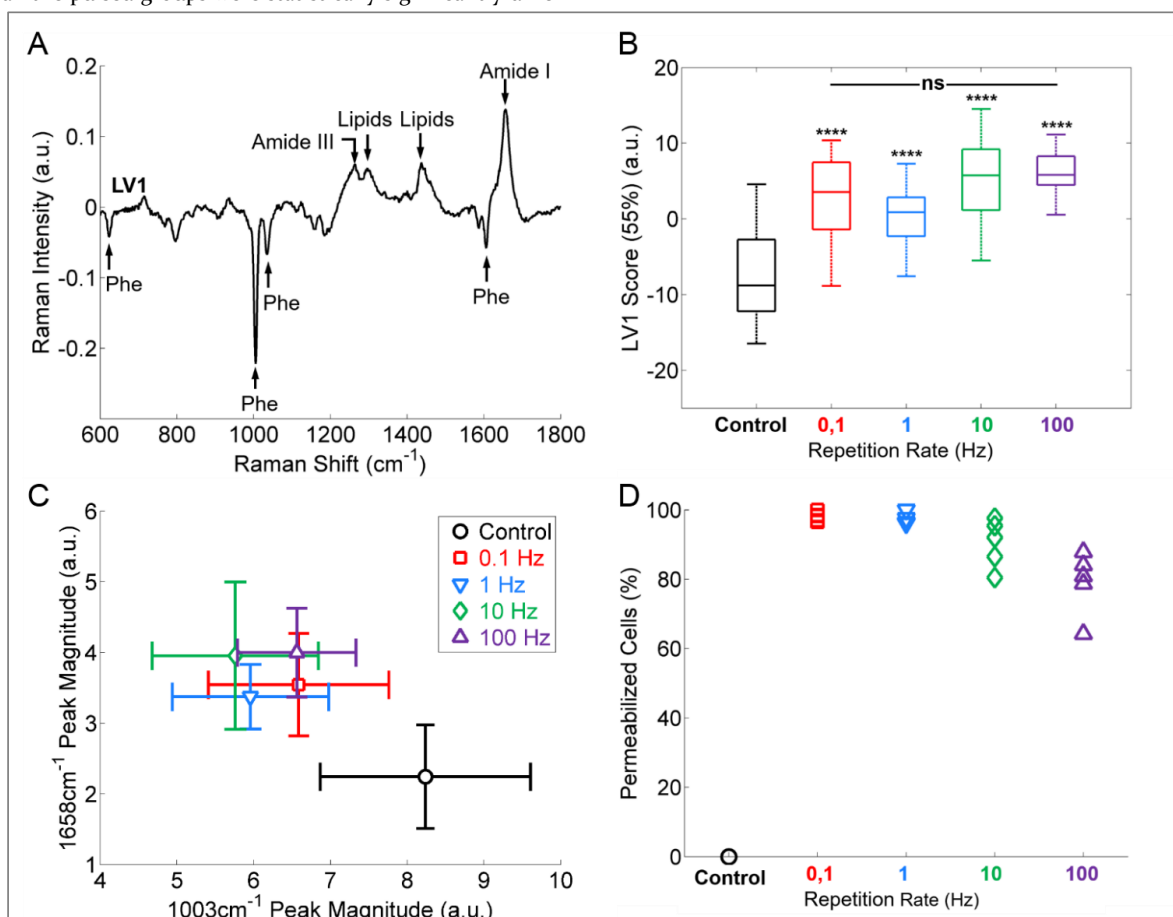 A
Raman Intensity (a.u.)
0.2
0.1
0
-0.1
-0.2
Amide I
Lipids
Lipids
Amide III
LV1
Phe
Phe
Phe
Phe
600
800
1000
1200
1400
1600
1800
Raman Shift (cm-1)
B
LV1 Score (55%) (a.u.)
20
10
0
-10
-20
ns
****
****
****
****
Control
0,1
1
10
100
Repetition Rate (Hz)
C
1658cm-1 Peak Magnitude (a.u.)
6
5
4
3
2
1
Control
0.1 Hz
1 Hz
10 Hz
100 Hz
4
5
6
7
8
9
10
1003cm-1 Peak Magnitude (a.u.)
D
Permeabilized Cells (%)
100
80
60
40
20
0
Control
0,1
1
10
100
Repetition Rate (Hz)